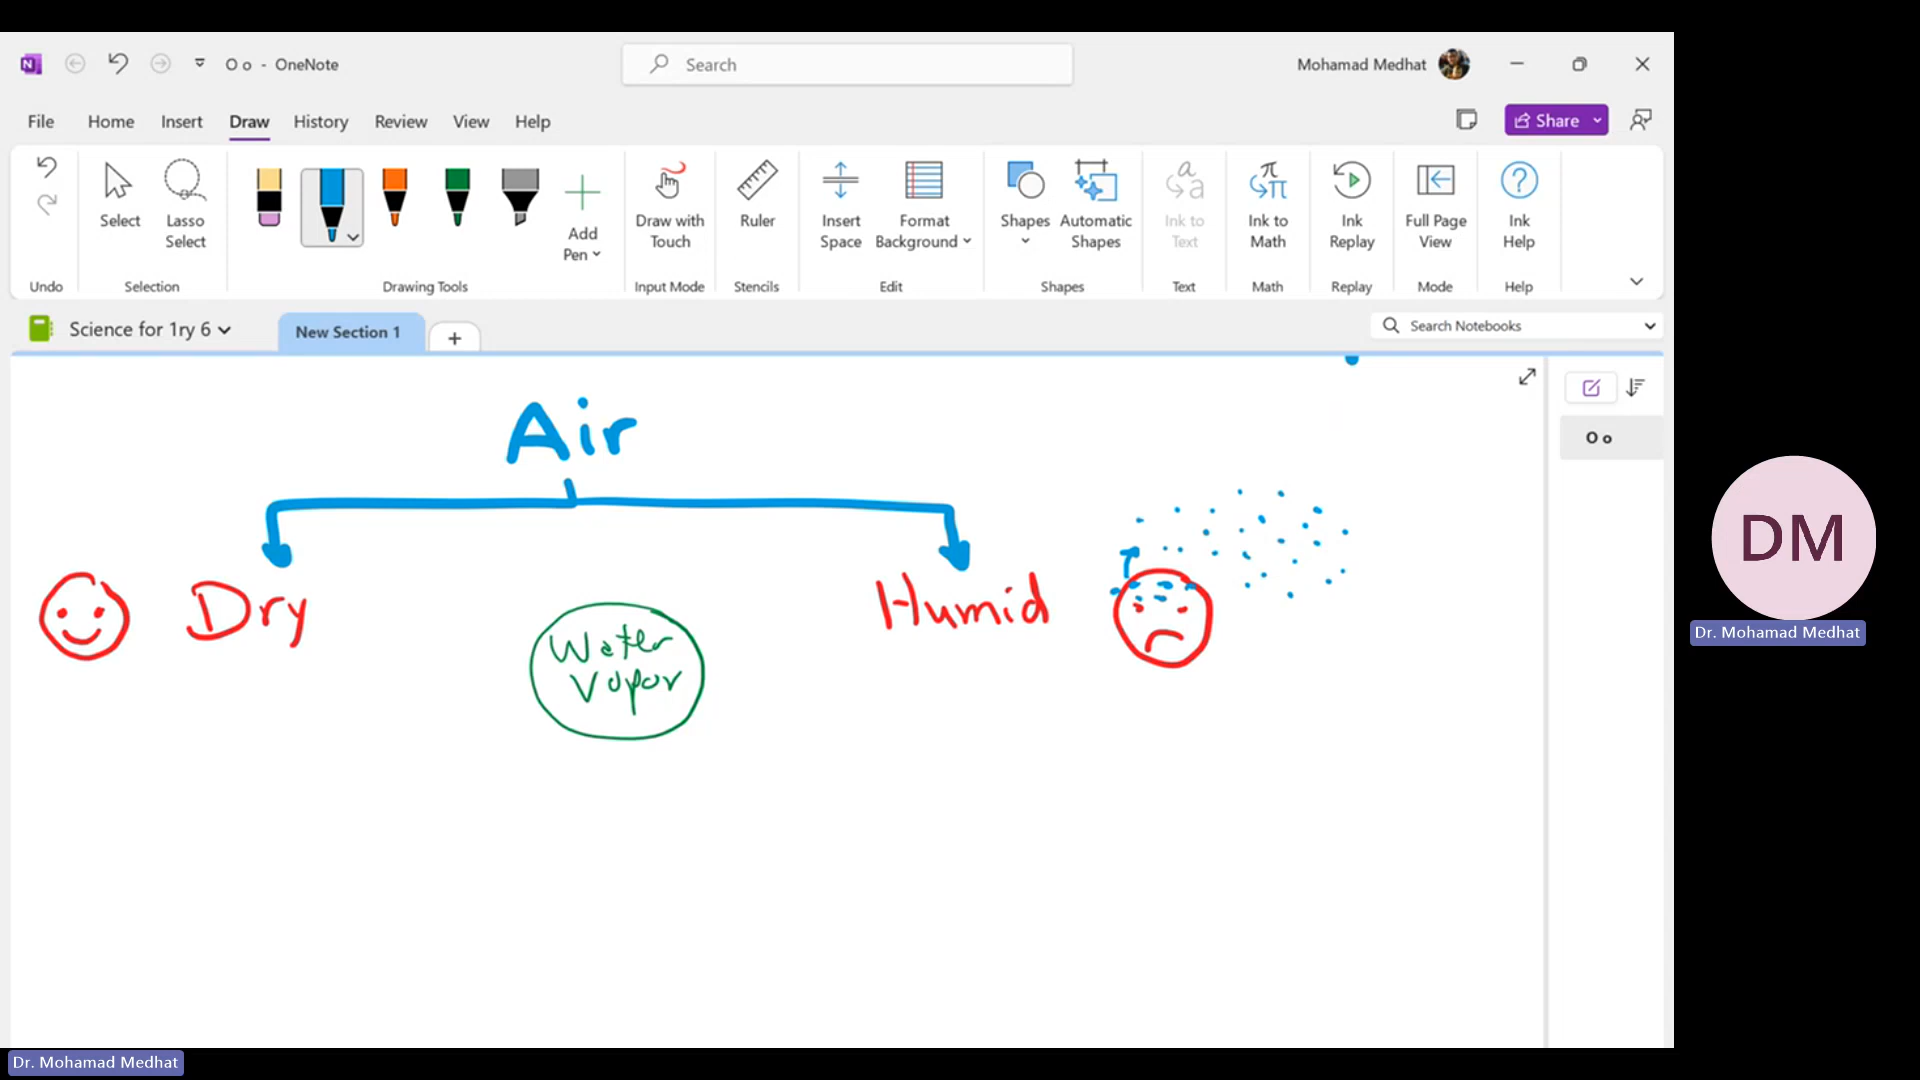 O o - OneNote
Search
Mohamad Medhat
File Home Insert Draw History Review View Help
Share
Select
Lasso Select
Add Pen
Draw with Touch
Ruler
Insert Space
Format Background
Shapes
Automatic Shapes
Ink to Text
Ink to Math
Ink Replay
Full Page View
Ink Help
Undo Selection Drawing Tools Input Mode Stencils Edit Shapes Text Math Replay Mode Help
Science for 1ry 6
New Section 1
Search Notebooks
O o
Air
Dry
Humid
Water
Vapor
DM
Dr. Mohamad Medhat
Dr. Mohamad Medhat